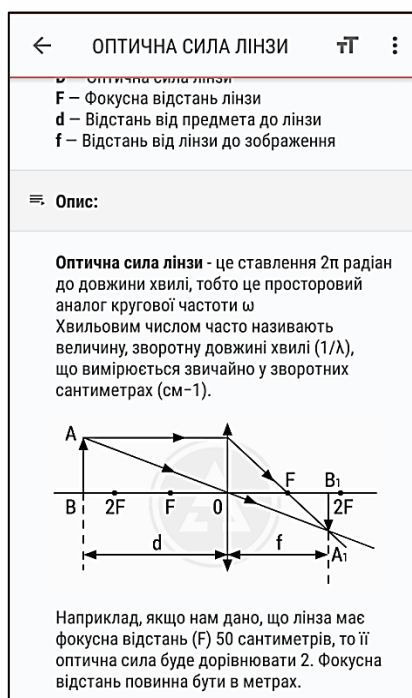 ОПТИЧНА СИЛА ЛІНЗИ
D — Оптична сила лінзи
F — Фокусна відстань лінзи
d — Відстань від предмета до лінзи
f — Відстань від лінзи до зображення
Опис:
Оптична сила лінзи - це ставлення 2π радіан
до довжини хвилі, тобто це просторовий
аналог кругової частоти ω
Хвильовим числом часто називають
величину, зворотну довжині хвилі (1/λ),
що вимірюється звичайно у зворотних
сантиметрах (см−1).
A
F B₁
B 2F F 0 2F
d f A₁
Наприклад, якщо нам дано, що лінза має
фокусна відстань (F) 50 сантиметрів, то її
оптична сила буде дорівнювати 2. Фокусна
відстань повинна бути в метрах.